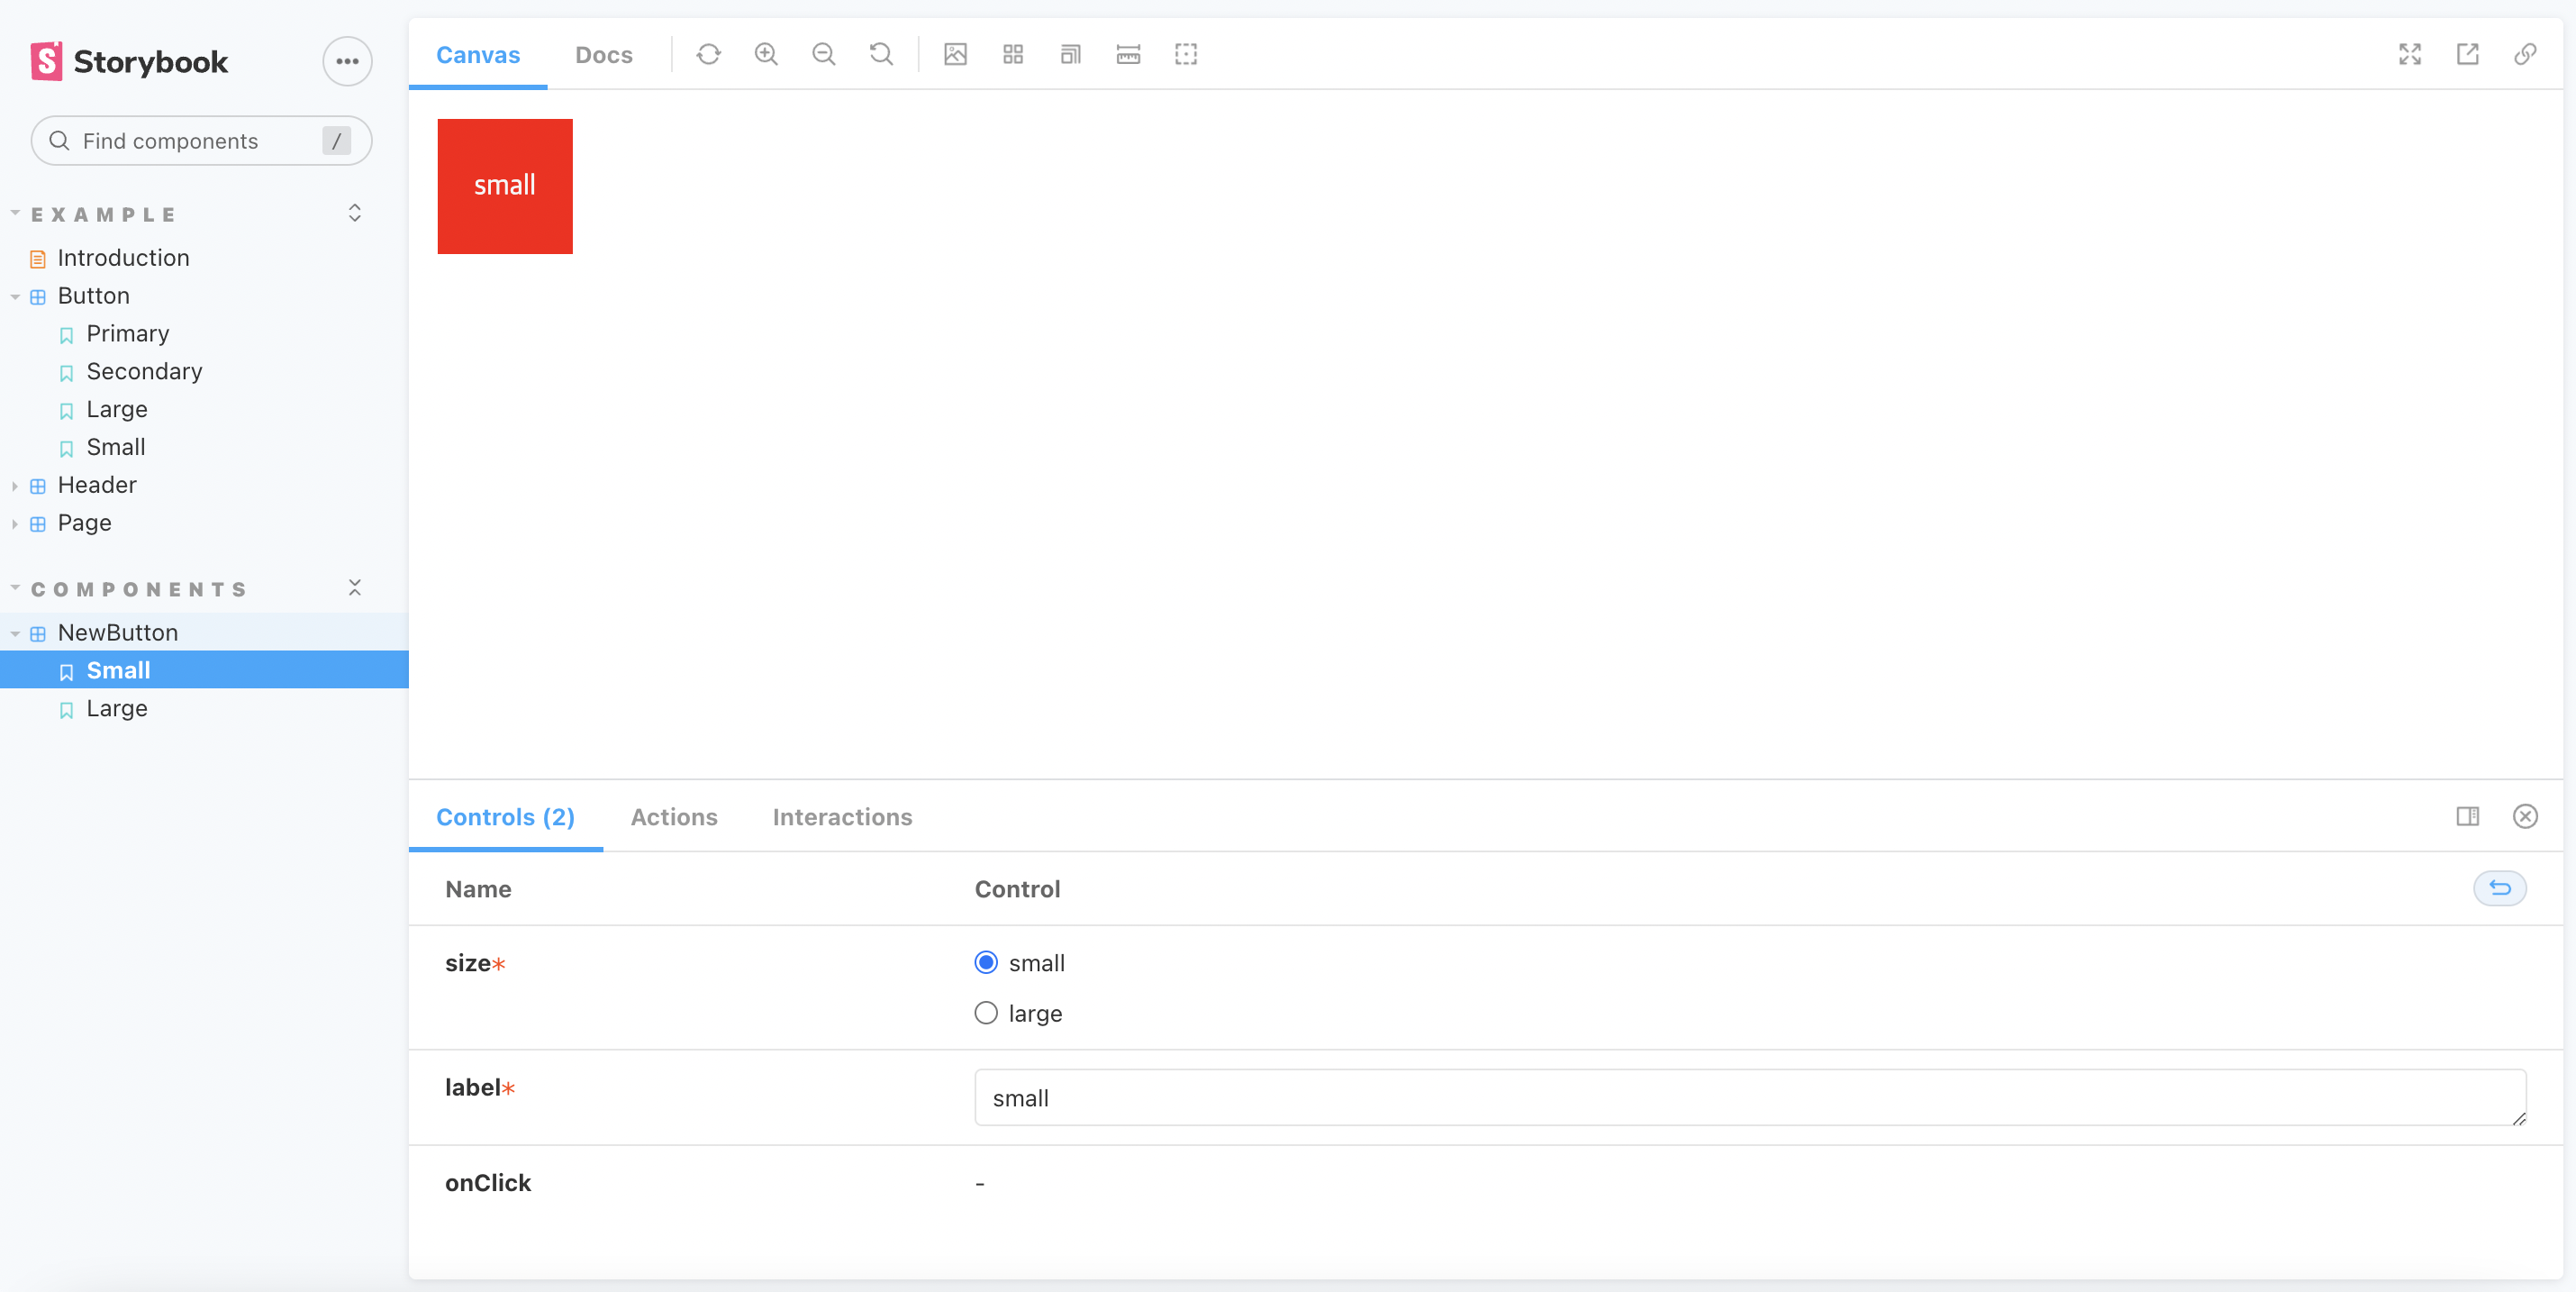 Storybook
Find components /
EXAMPLE
Introduction
Button
Primary
Secondary
Large
Small
Header
Page
COMPONENTS
NewButton
Small
Large
Canvas Docs
small
Controls (2) Actions Interactions
Name Control
size* small
large
label* small
onClick -